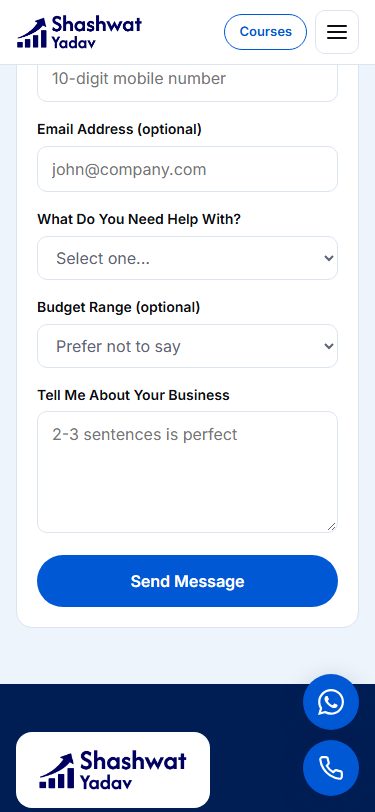 Shashwat
Yadav
Courses
10-digit mobile number
Email Address (optional)
john@company.com
What Do You Need Help With?
Select one...
Budget Range (optional)
Prefer not to say
Tell Me About Your Business
2-3 sentences is perfect
Send Message
Shashwat
Yadav